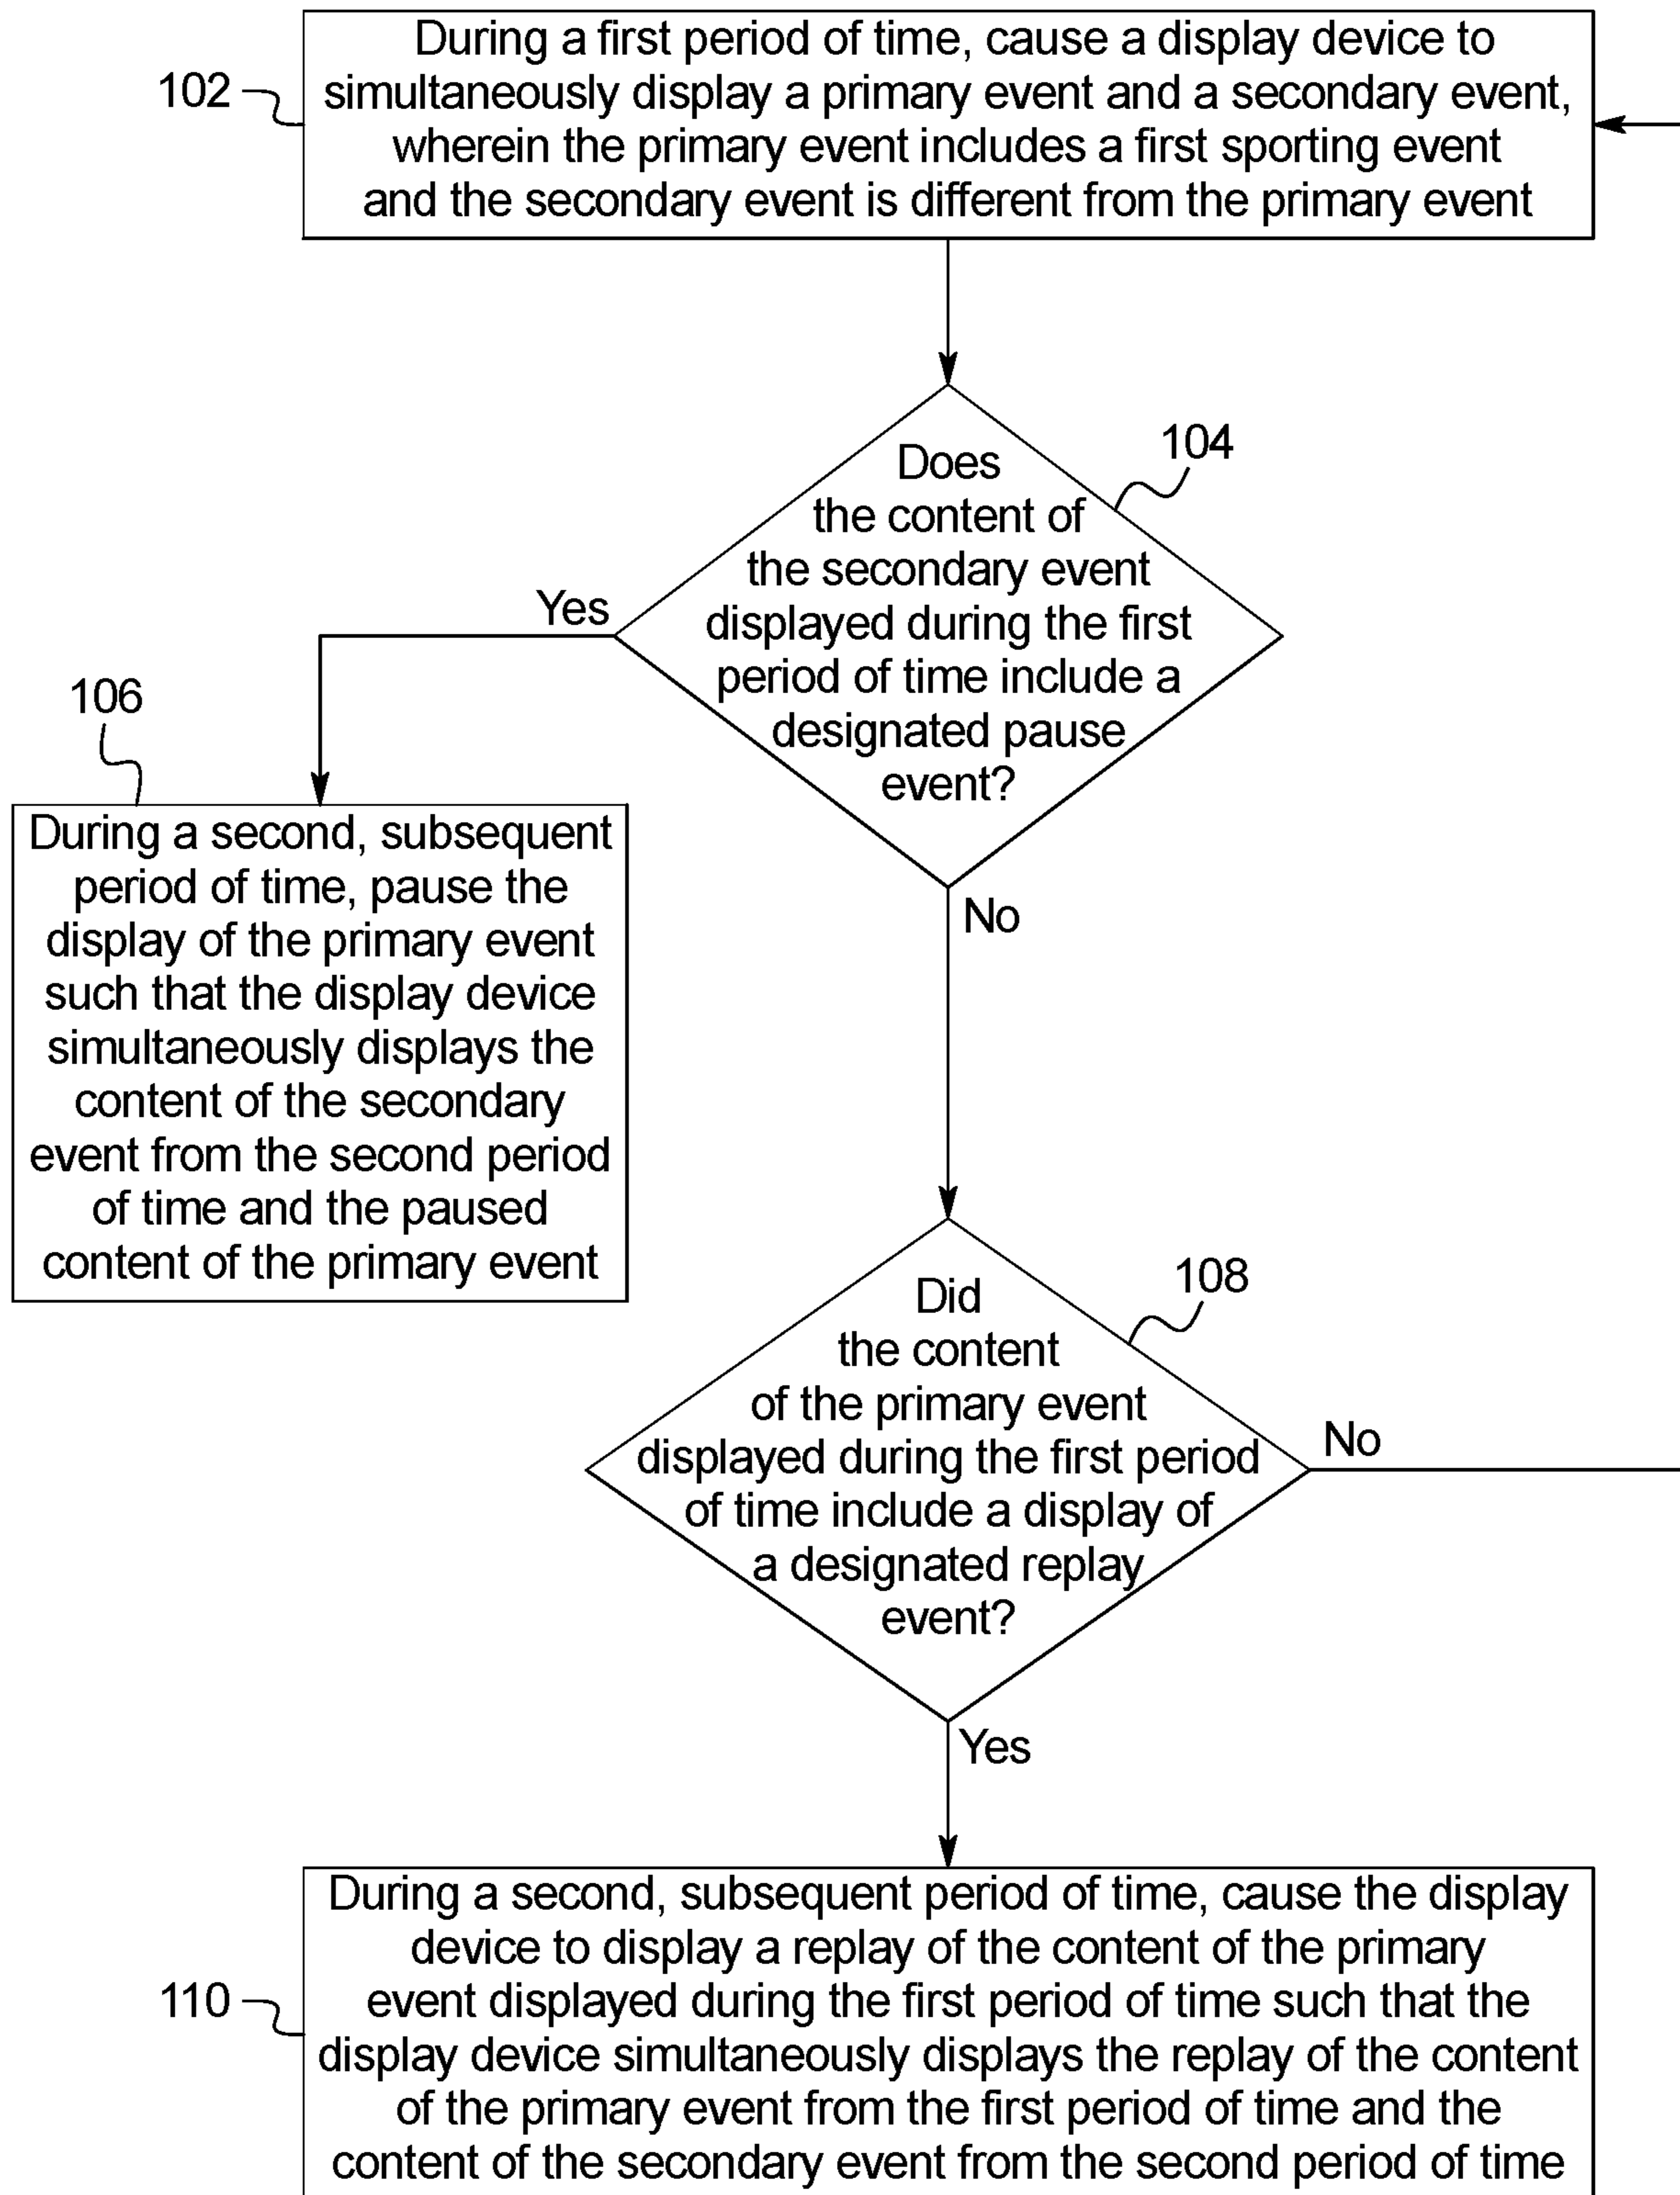 During a first period of time, cause a display device to
simultaneously display a primary event and a secondary event,
wherein the primary event includes a first sporting event
and the secondary event is different from the primary event
102
Does
the content of
the secondary event
displayed during the first
period of time include a
designated pause
event?
104
Yes
No
106
During a second, subsequent
period of time, pause the
display of the primary event
such that the display device
simultaneously displays the
content of the secondary
event from the second period
of time and the paused
content of the primary event
Did
the content
of the primary event
displayed during the first period
of time include a display of
a designated replay
event?
108
No
Yes
During a second, subsequent period of time, cause the display
device to display a replay of the content of the primary
event displayed during the first period of time such that the
display device simultaneously displays the replay of the content
of the primary event from the first period of time and the
content of the secondary event from the second period of time
110